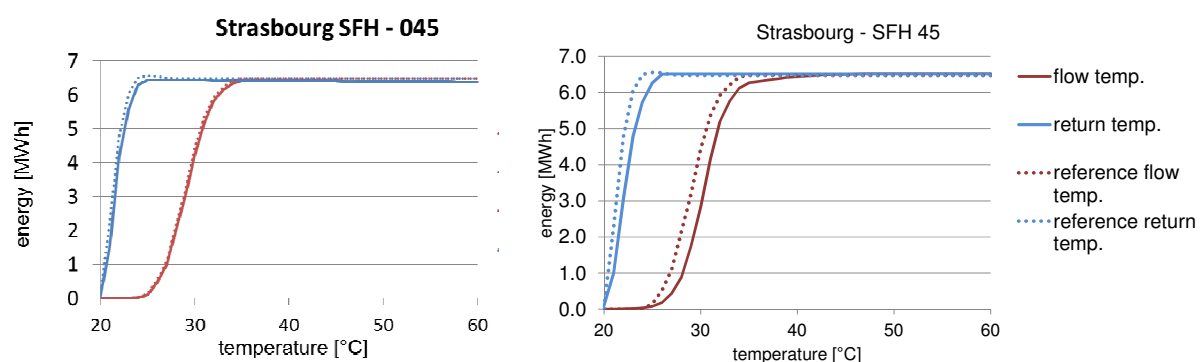 Strasbourg SFH - 045
7
6
5
4
3
2
1
0
energy [MWh]
20
30
40
50
60
temperature [°C]
Strasbourg - SFH 45
7.0
6.0
5.0
4.0
3.0
2.0
1.0
0.0
energy [MWh]
20
30
40
50
60
temperature [°C]
flow temp.
return temp.
reference flow
temp.
reference return
temp.